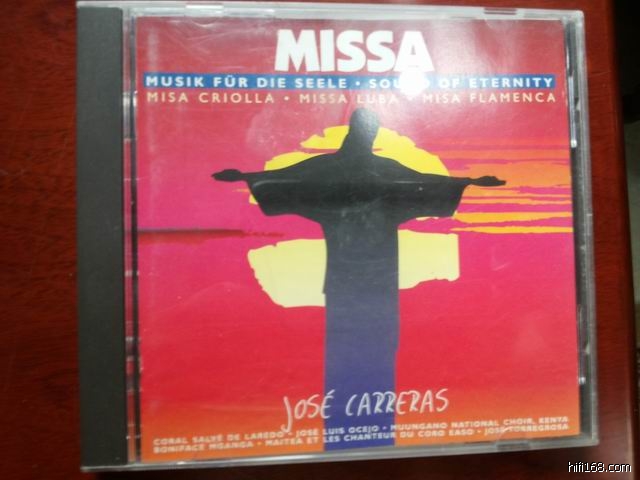 MISSA
MUSIK FÜR DIE SEELE • SOUND OF ETERNITY
MISA CRIOLLA • MISSA LUBA • MISA FLAMENCA
JOSÉ CARRERAS
CORAL SALVÉ DE LAREDO • JOSÉ LUIS OCEJO • MUUNGANO NATIONAL CHOIR, KENYA
BONIFACE MGANGA • MAITEA ET LES CHANTEUR DU CORO EASO • JOSÉ TORREGROSA
hifi168.com